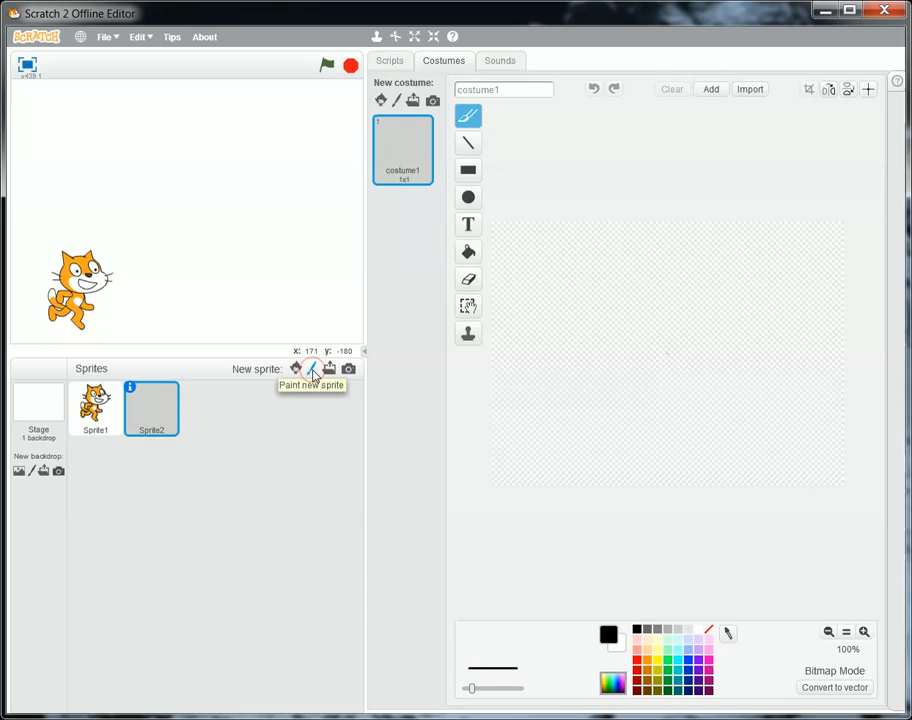 Scratch 2 Offline Editor
SCRATCH File Edit Tips About
v439.1
Scripts Costumes Sounds
New costume:
costume1
Clear Add Import
1
costume1
1x1
T
x: 171 y: -180
Sprites New sprite:
Paint new sprite
Stage
1 backdrop
Sprite1
Sprite2
New backdrop:
100%
Bitmap Mode
Convert to vector